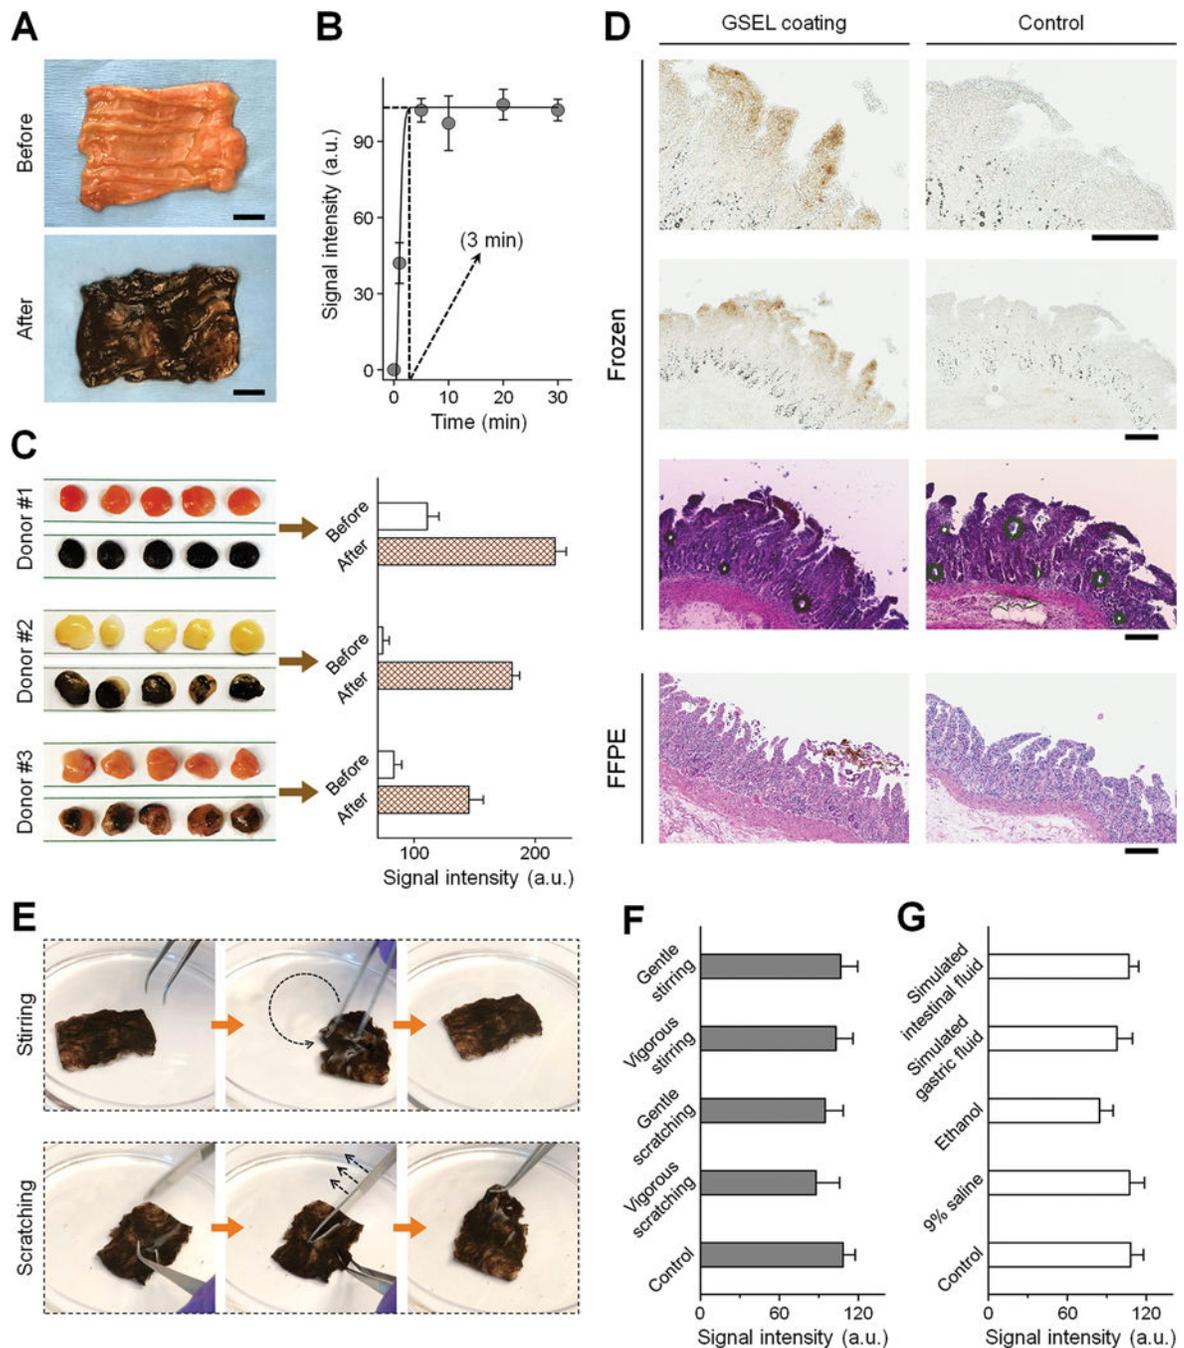 A
Before
After
B
Signal intensity (a.u.)
90
60
30
0
(3 min)
0
10
20
30
Time (min)
C
Donor #1
Before
After
Donor #2
Before
After
Donor #3
Before
After
100
200
Signal intensity (a.u.)
D
GSEL coating
Control
Frozen
FFPE
E
Stirring
Scratching
F
Gentle
stirring
Vigorous
stirring
Gentle
scratching
Vigorous
scratching
Control
0
60
120
Signal intensity (a.u.)
G
Simulated
intestinal fluid
Simulated
gastric fluid
Ethanol
9% saline
Control
0
60
120
Signal intensity (a.u.)